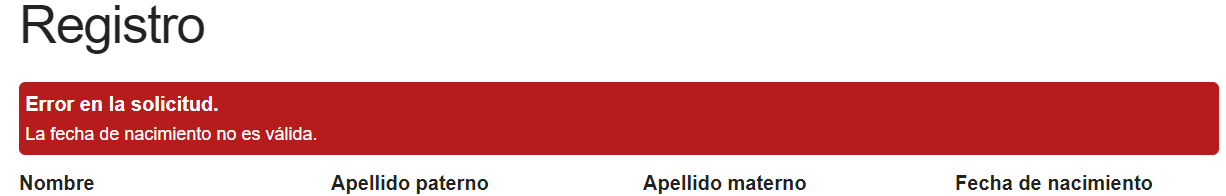 Registro
Error en la solicitud.
La fecha de nacimiento no es válida.
Nombre Apellido paterno Apellido materno Fecha de nacimiento